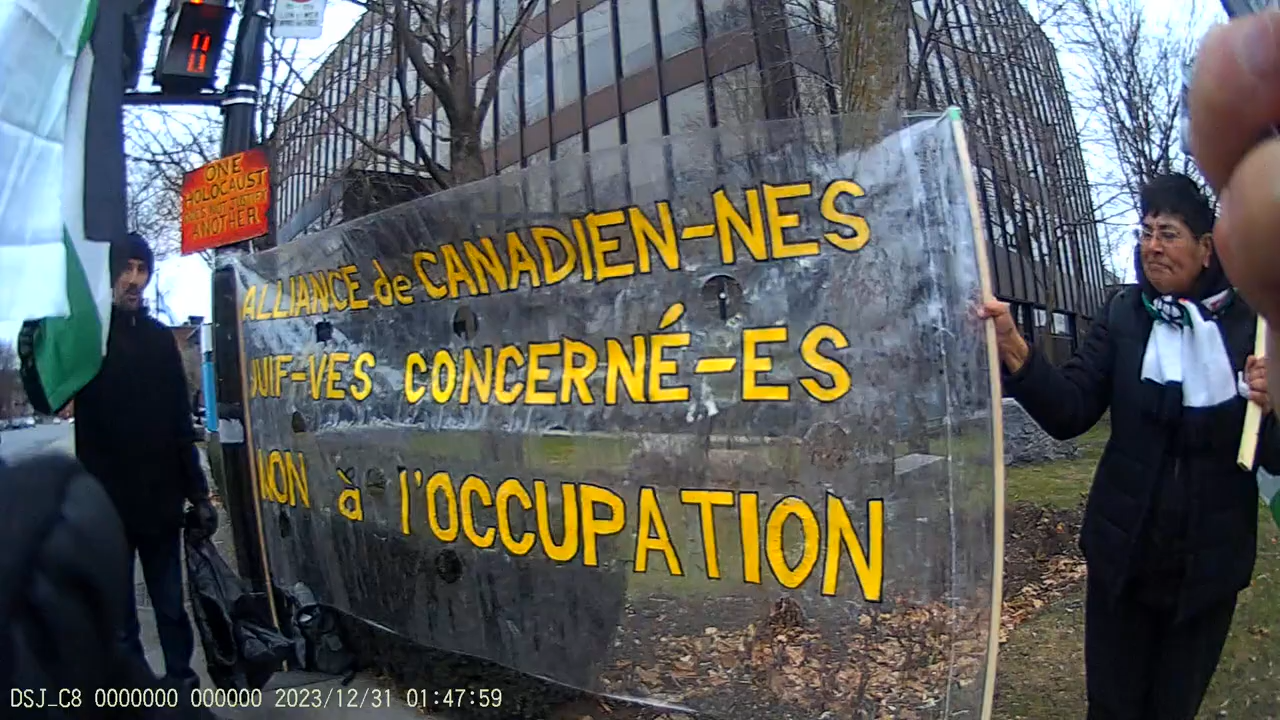 11
ONE
HOLOCAUST
DOES NOT JUSTIFY
ANOTHER
ALLIANCE de CANADIEN-NES
JUIF-VES CONCERNÉ-ES
NON à l'OCCUPATION
DSJ_C8 0000000 000000 2023/12/31 01:47:59